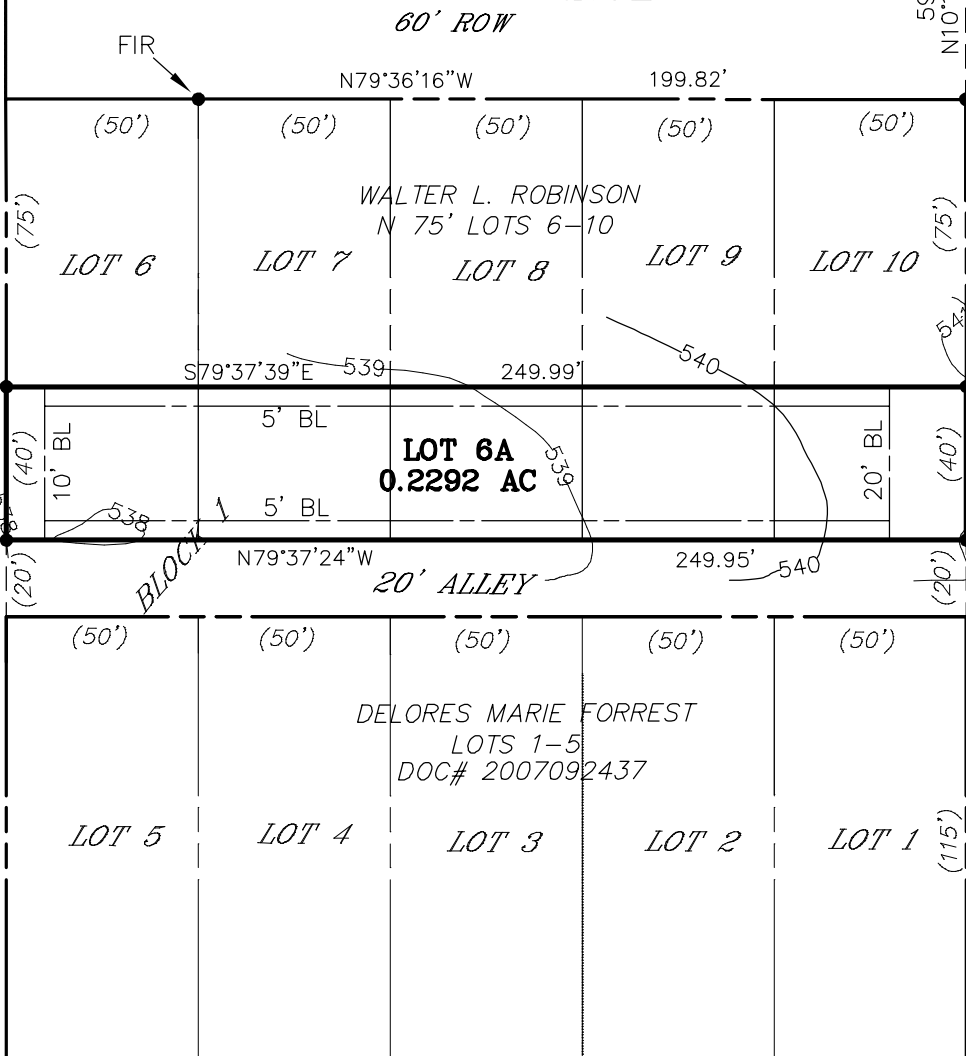 60' ROW
FIR
N79°36'16"W
199.82'
59
N10°
(50')
(50')
(50')
(50')
(50')
(75')
WALTER L. ROBINSON
N 75' LOTS 6-10
(75')
LOT 6
LOT 7
LOT 8
LOT 9
LOT 10
S79°37'39"E
539
249.99'
540
5' BL
(40')
10' BL
LOT 6A
0.2292 AC
539
20' BL
(40')
538
5' BL
BLOCK 1
N79°37'24"W
249.95'
540
(20')
20' ALLEY
(20')
(50')
(50')
(50')
(50')
(50')
DELORES MARIE FORREST
LOTS 1-5
DOC# 2007092437
LOT 5
LOT 4
LOT 3
LOT 2
LOT 1
(115')